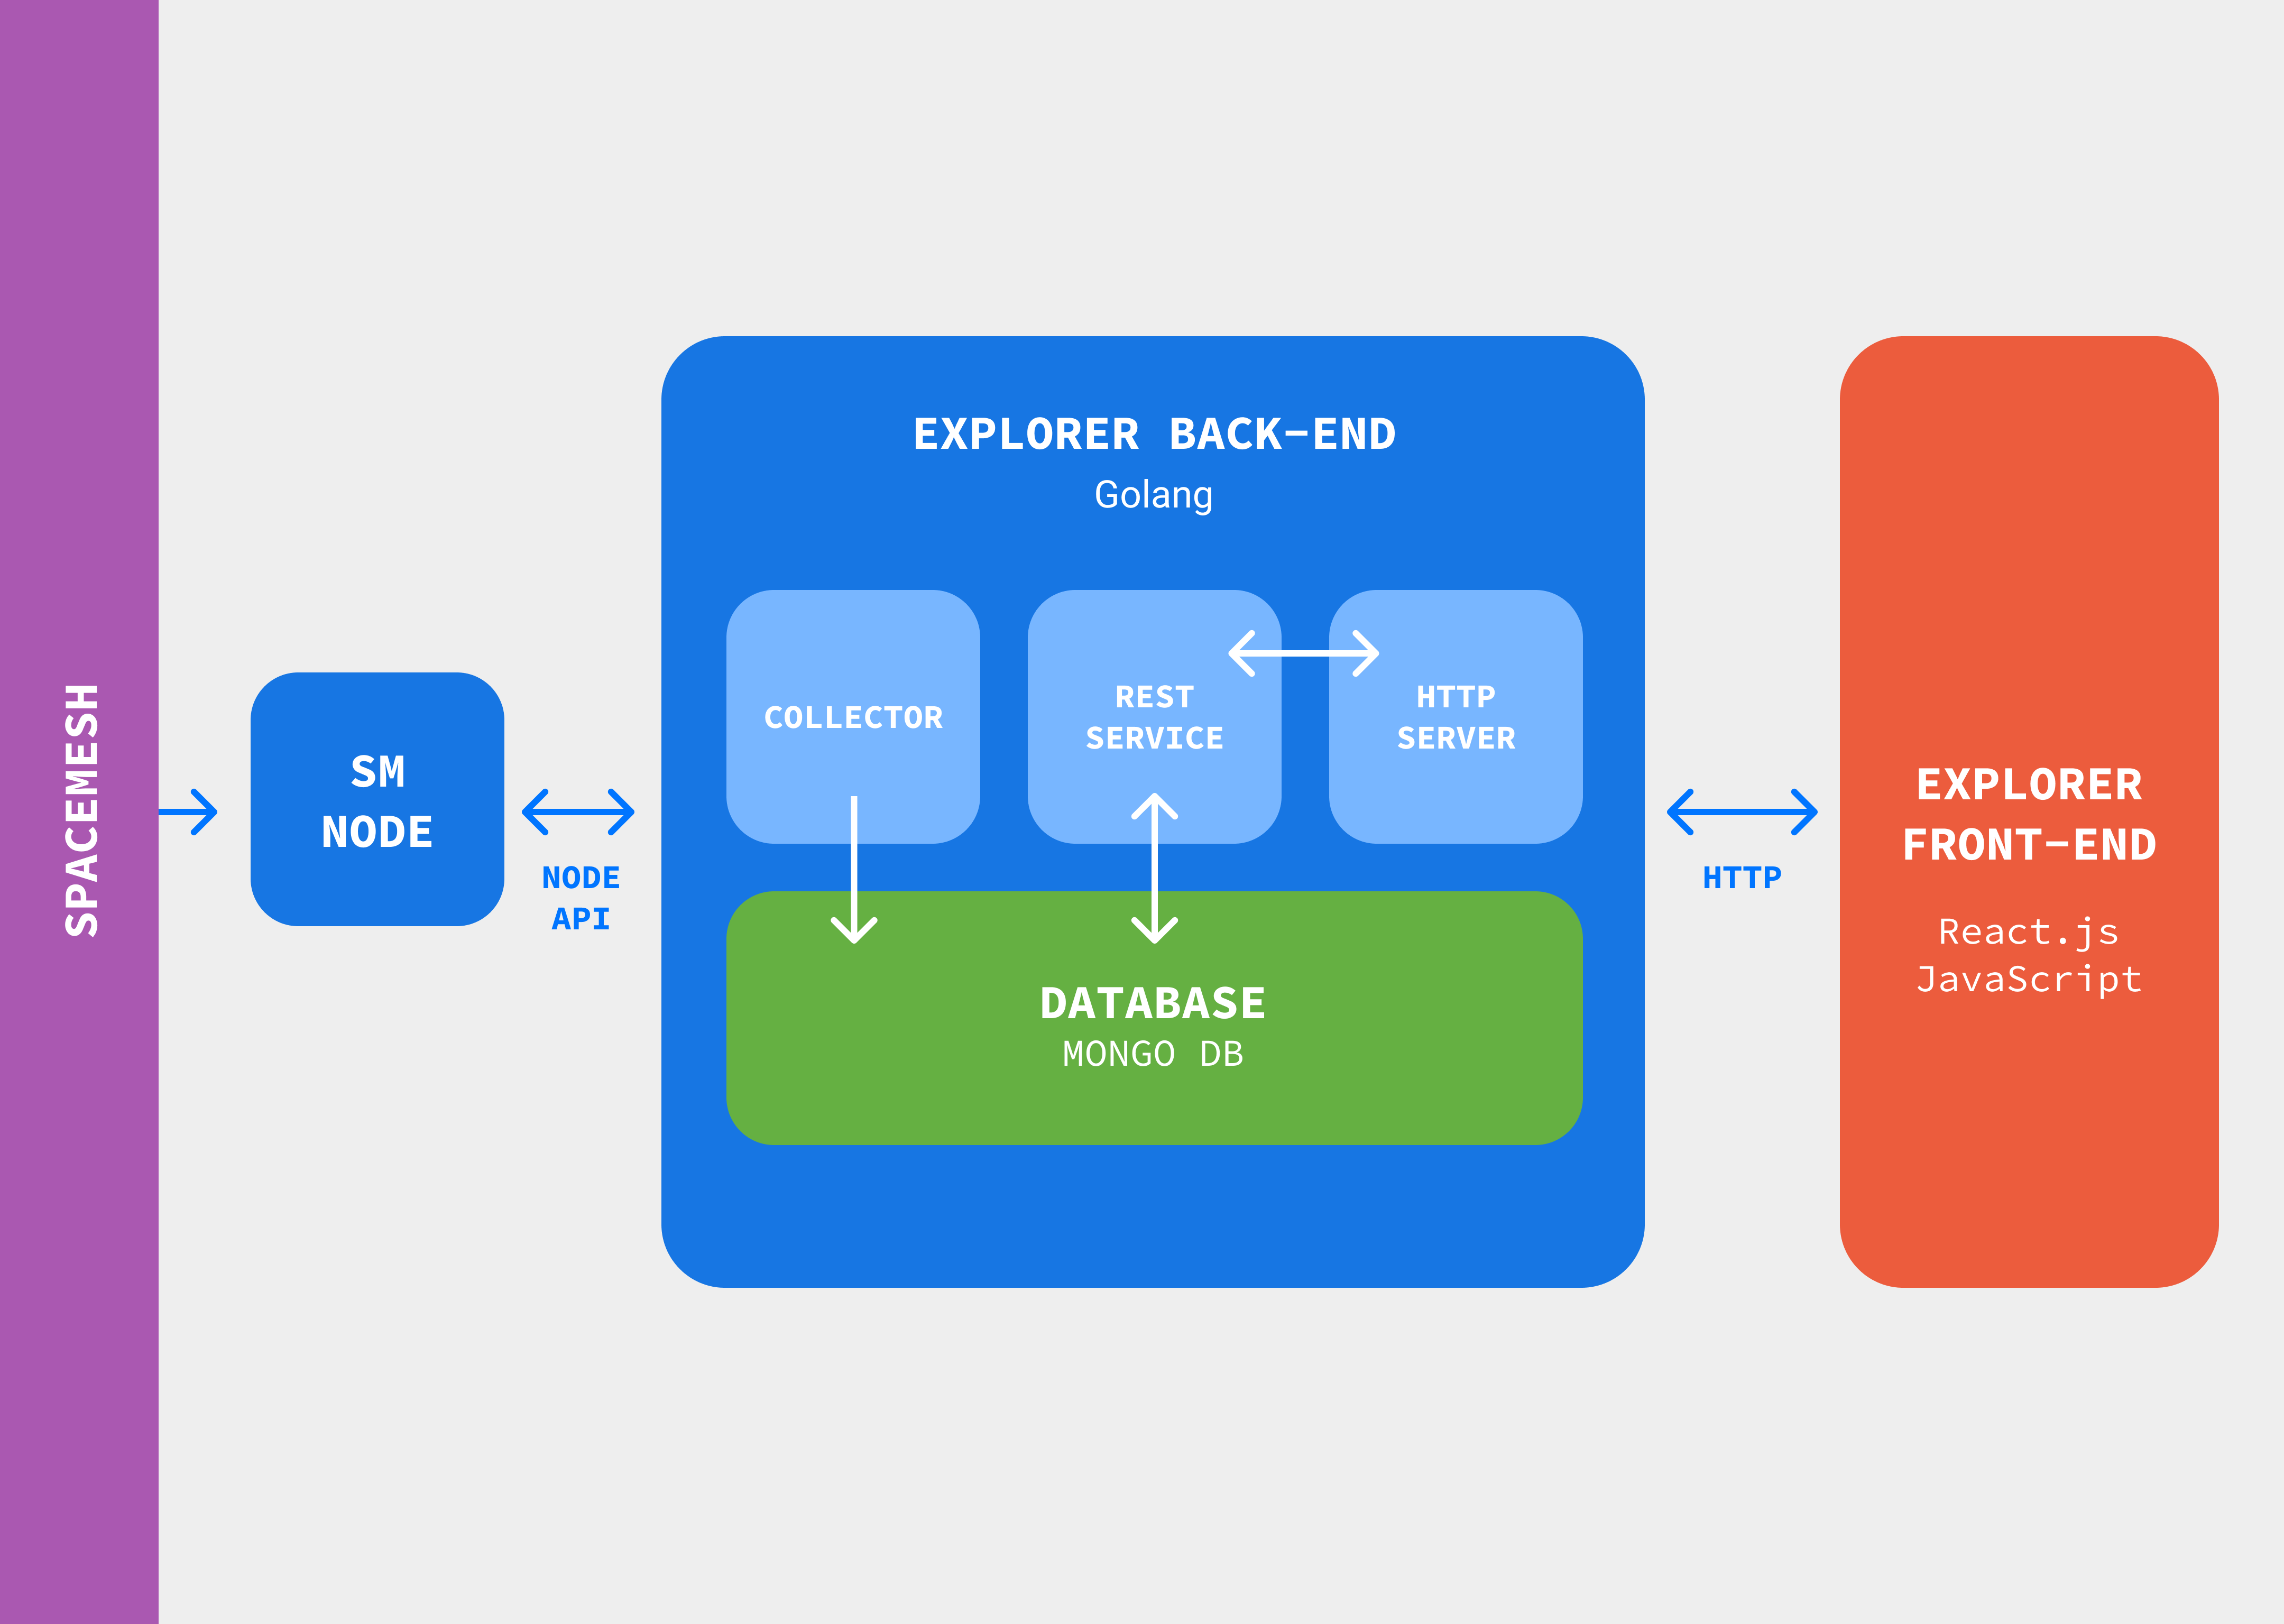 SPACEMESH
SM
NODE
NODE
API
EXPLORER BACK-END
Golang
COLLECTOR
REST
SERVICE
HTTP
SERVER
DATABASE
MONGO DB
HTTP
EXPLORER
FRONT-END
React.js
JavaScript